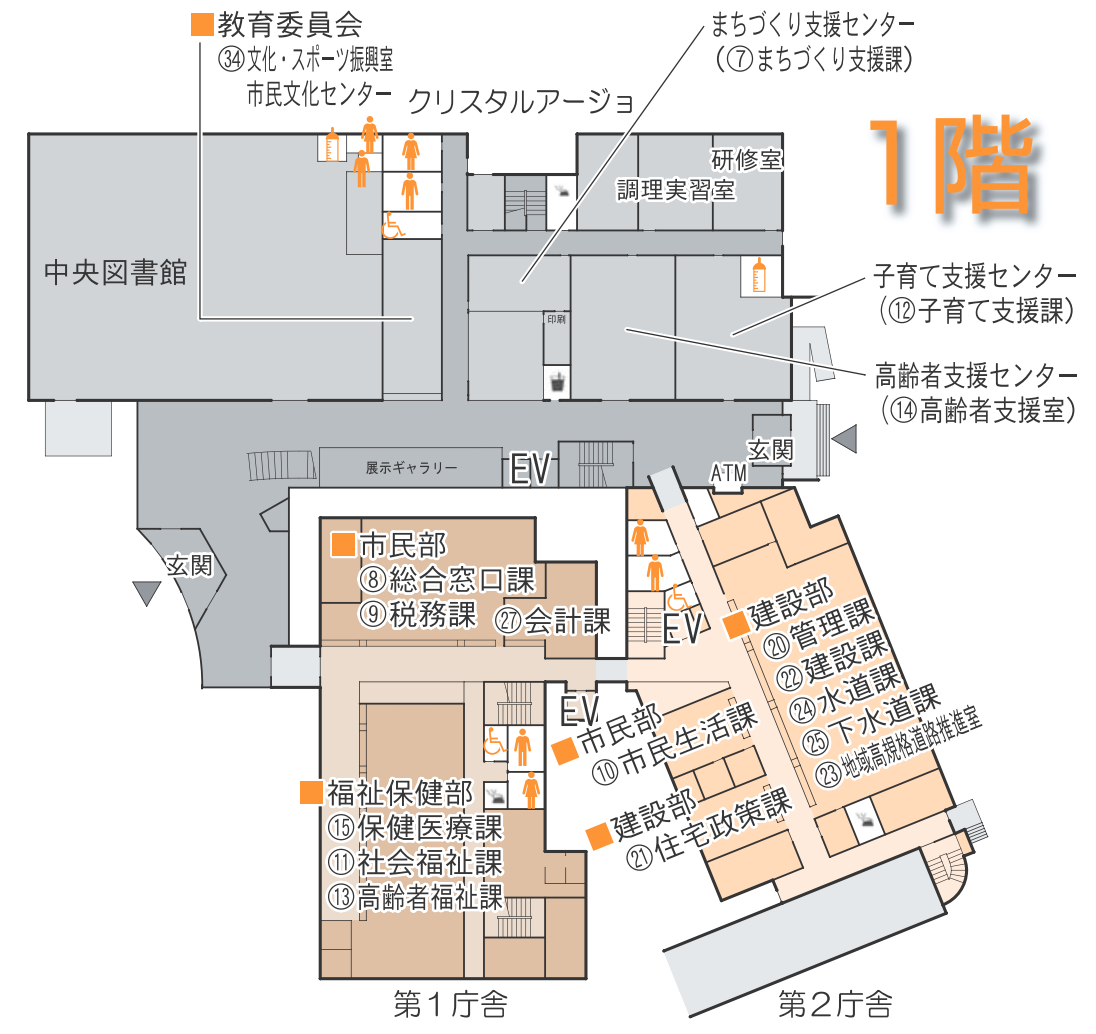 ■教育委員会
㉞文化・スポーツ振興室
市民文化センター
クリスタルアージョ
まちづくり支援センター
(⑦まちづくり支援課)
1階
研修室
調理実習室
中央図書館
印刷
子育て支援センター
(⑫子育て支援課)
高齢者支援センター
(⑭高齢者支援室)
展示ギャラリー
EV
玄関
ATM
玄関
■市民部
⑧総合窓口課
⑨税務課
㉗会計課
EV
■建設部
⑳管理課
㉒建設課
㉔水道課
㉕下水道課
㉓地域高規格道路推進室
EV
■市民部
⑩市民生活課
■建設部
㉑住宅政策課
■福祉保健部
⑮保健医療課
⑪社会福祉課
⑬高齢者福祉課
第1庁舎
第2庁舎